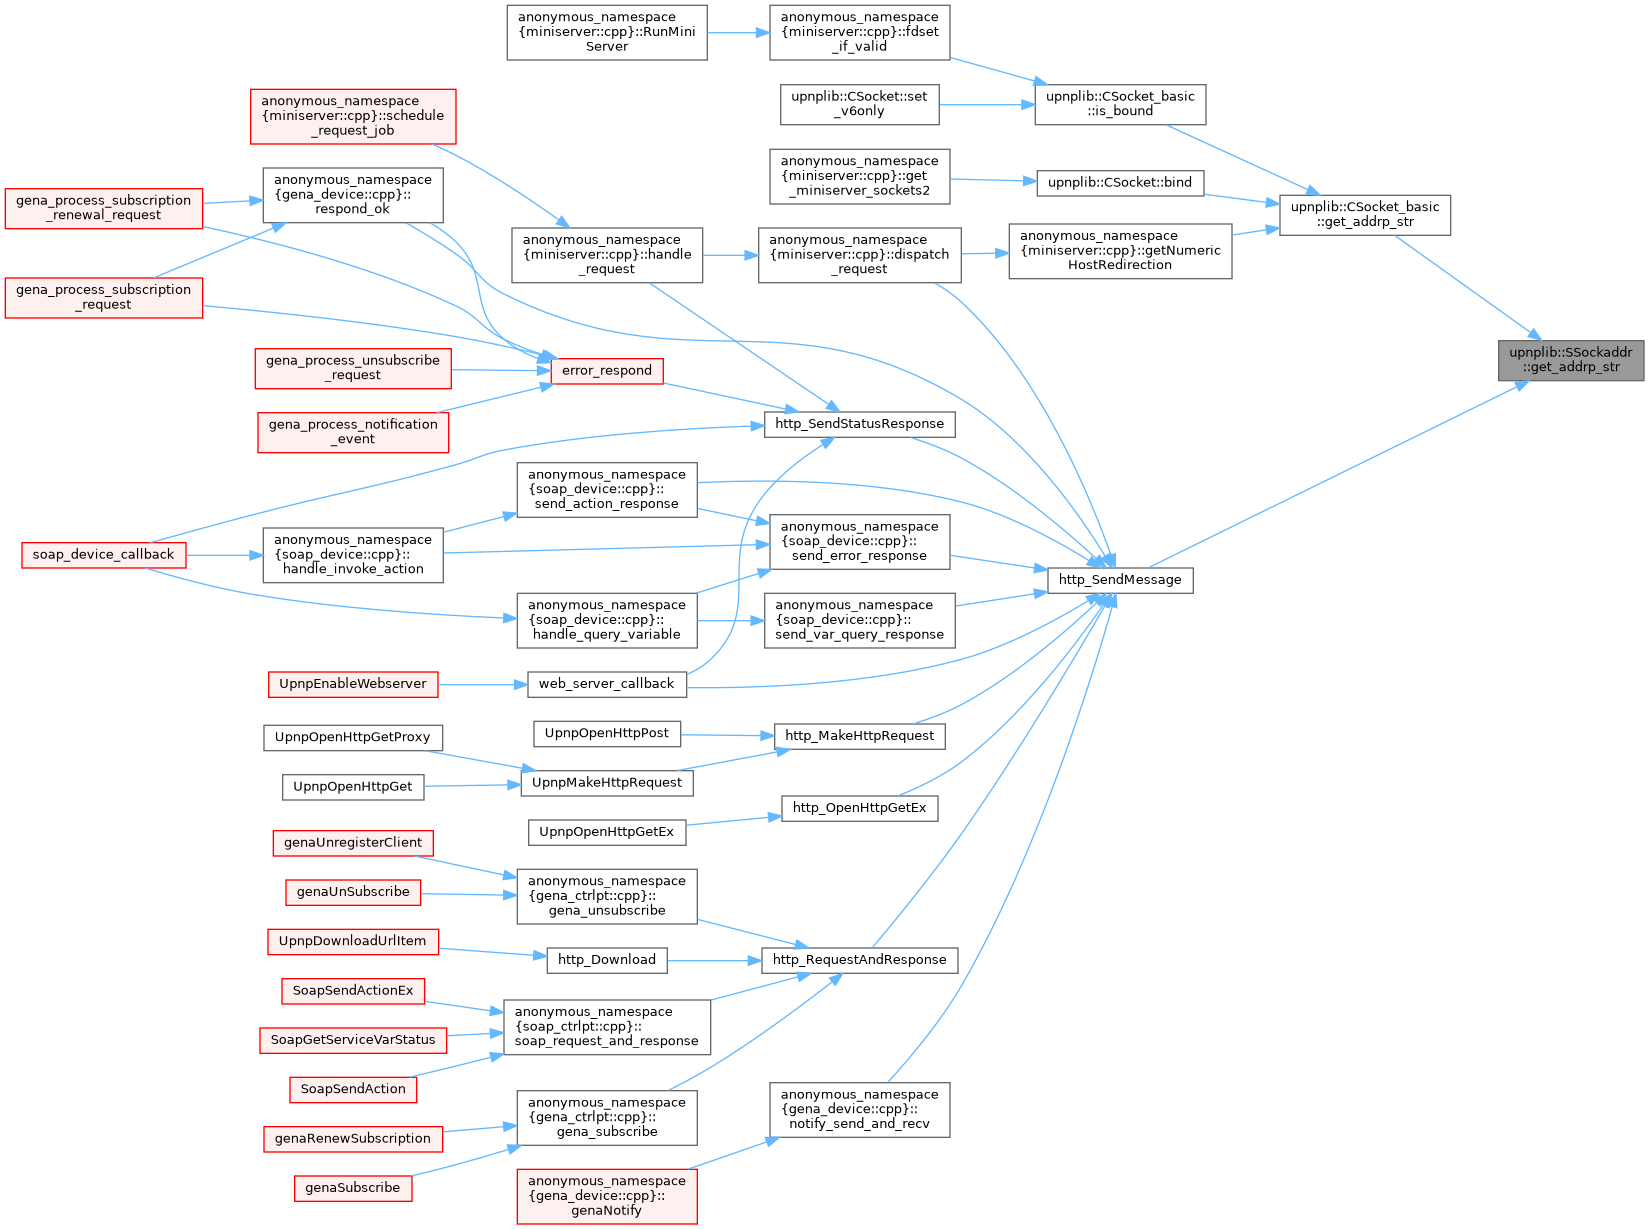 anonymous_namespace
{miniserver::cpp}::RunMini
Server
anonymous_namespace
{miniserver::cpp}::fdset
_if_valid
upnplib::CSocket::set
_v6only
upnplib::CSocket_basic
::is_bound
anonymous_namespace
{miniserver::cpp}::schedule
_request_job
anonymous_namespace
{miniserver::cpp}::get
_miniserver_sockets2
upnplib::CSocket::bind
upnplib::CSocket_basic
::get_addrp_str
anonymous_namespace
{gena_device::cpp}::
respond_ok
gena_process_subscription
_renewal_request
anonymous_namespace
{miniserver::cpp}::handle
_request
anonymous_namespace
{miniserver::cpp}::dispatch
_request
anonymous_namespace
{miniserver::cpp}::getNumeric
HostRedirection
gena_process_subscription
_request
upnplib::SSockaddr
::get_addrp_str
gena_process_unsubscribe
_request
error_respond
gena_process_notification
_event
http_SendStatusResponse
anonymous_namespace
{soap_device::cpp}::
send_action_response
anonymous_namespace
{soap_device::cpp}::
send_error_response
soap_device_callback
anonymous_namespace
{soap_device::cpp}::
handle_invoke_action
http_SendMessage
anonymous_namespace
{soap_device::cpp}::
handle_query_variable
anonymous_namespace
{soap_device::cpp}::
send_var_query_response
UpnpEnableWebserver
web_server_callback
UpnpOpenHttpGetProxy
UpnpOpenHttpPost
http_MakeHttpRequest
UpnpOpenHttpGet
UpnpMakeHttpRequest
http_OpenHttpGetEx
UpnpOpenHttpGetEx
genaUnregisterClient
genaUnSubscribe
anonymous_namespace
{gena_ctrlpt::cpp}::
gena_unsubscribe
UpnpDownloadUrlItem
http_Download
http_RequestAndResponse
SoapSendActionEx
SoapGetServiceVarStatus
anonymous_namespace
{soap_ctrlpt::cpp}::
soap_request_and_response
SoapSendAction
anonymous_namespace
{gena_ctrlpt::cpp}::
gena_subscribe
anonymous_namespace
{gena_device::cpp}::
notify_send_and_recv
genaRenewSubscription
genaSubscribe
anonymous_namespace
{gena_device::cpp}::
genaNotify